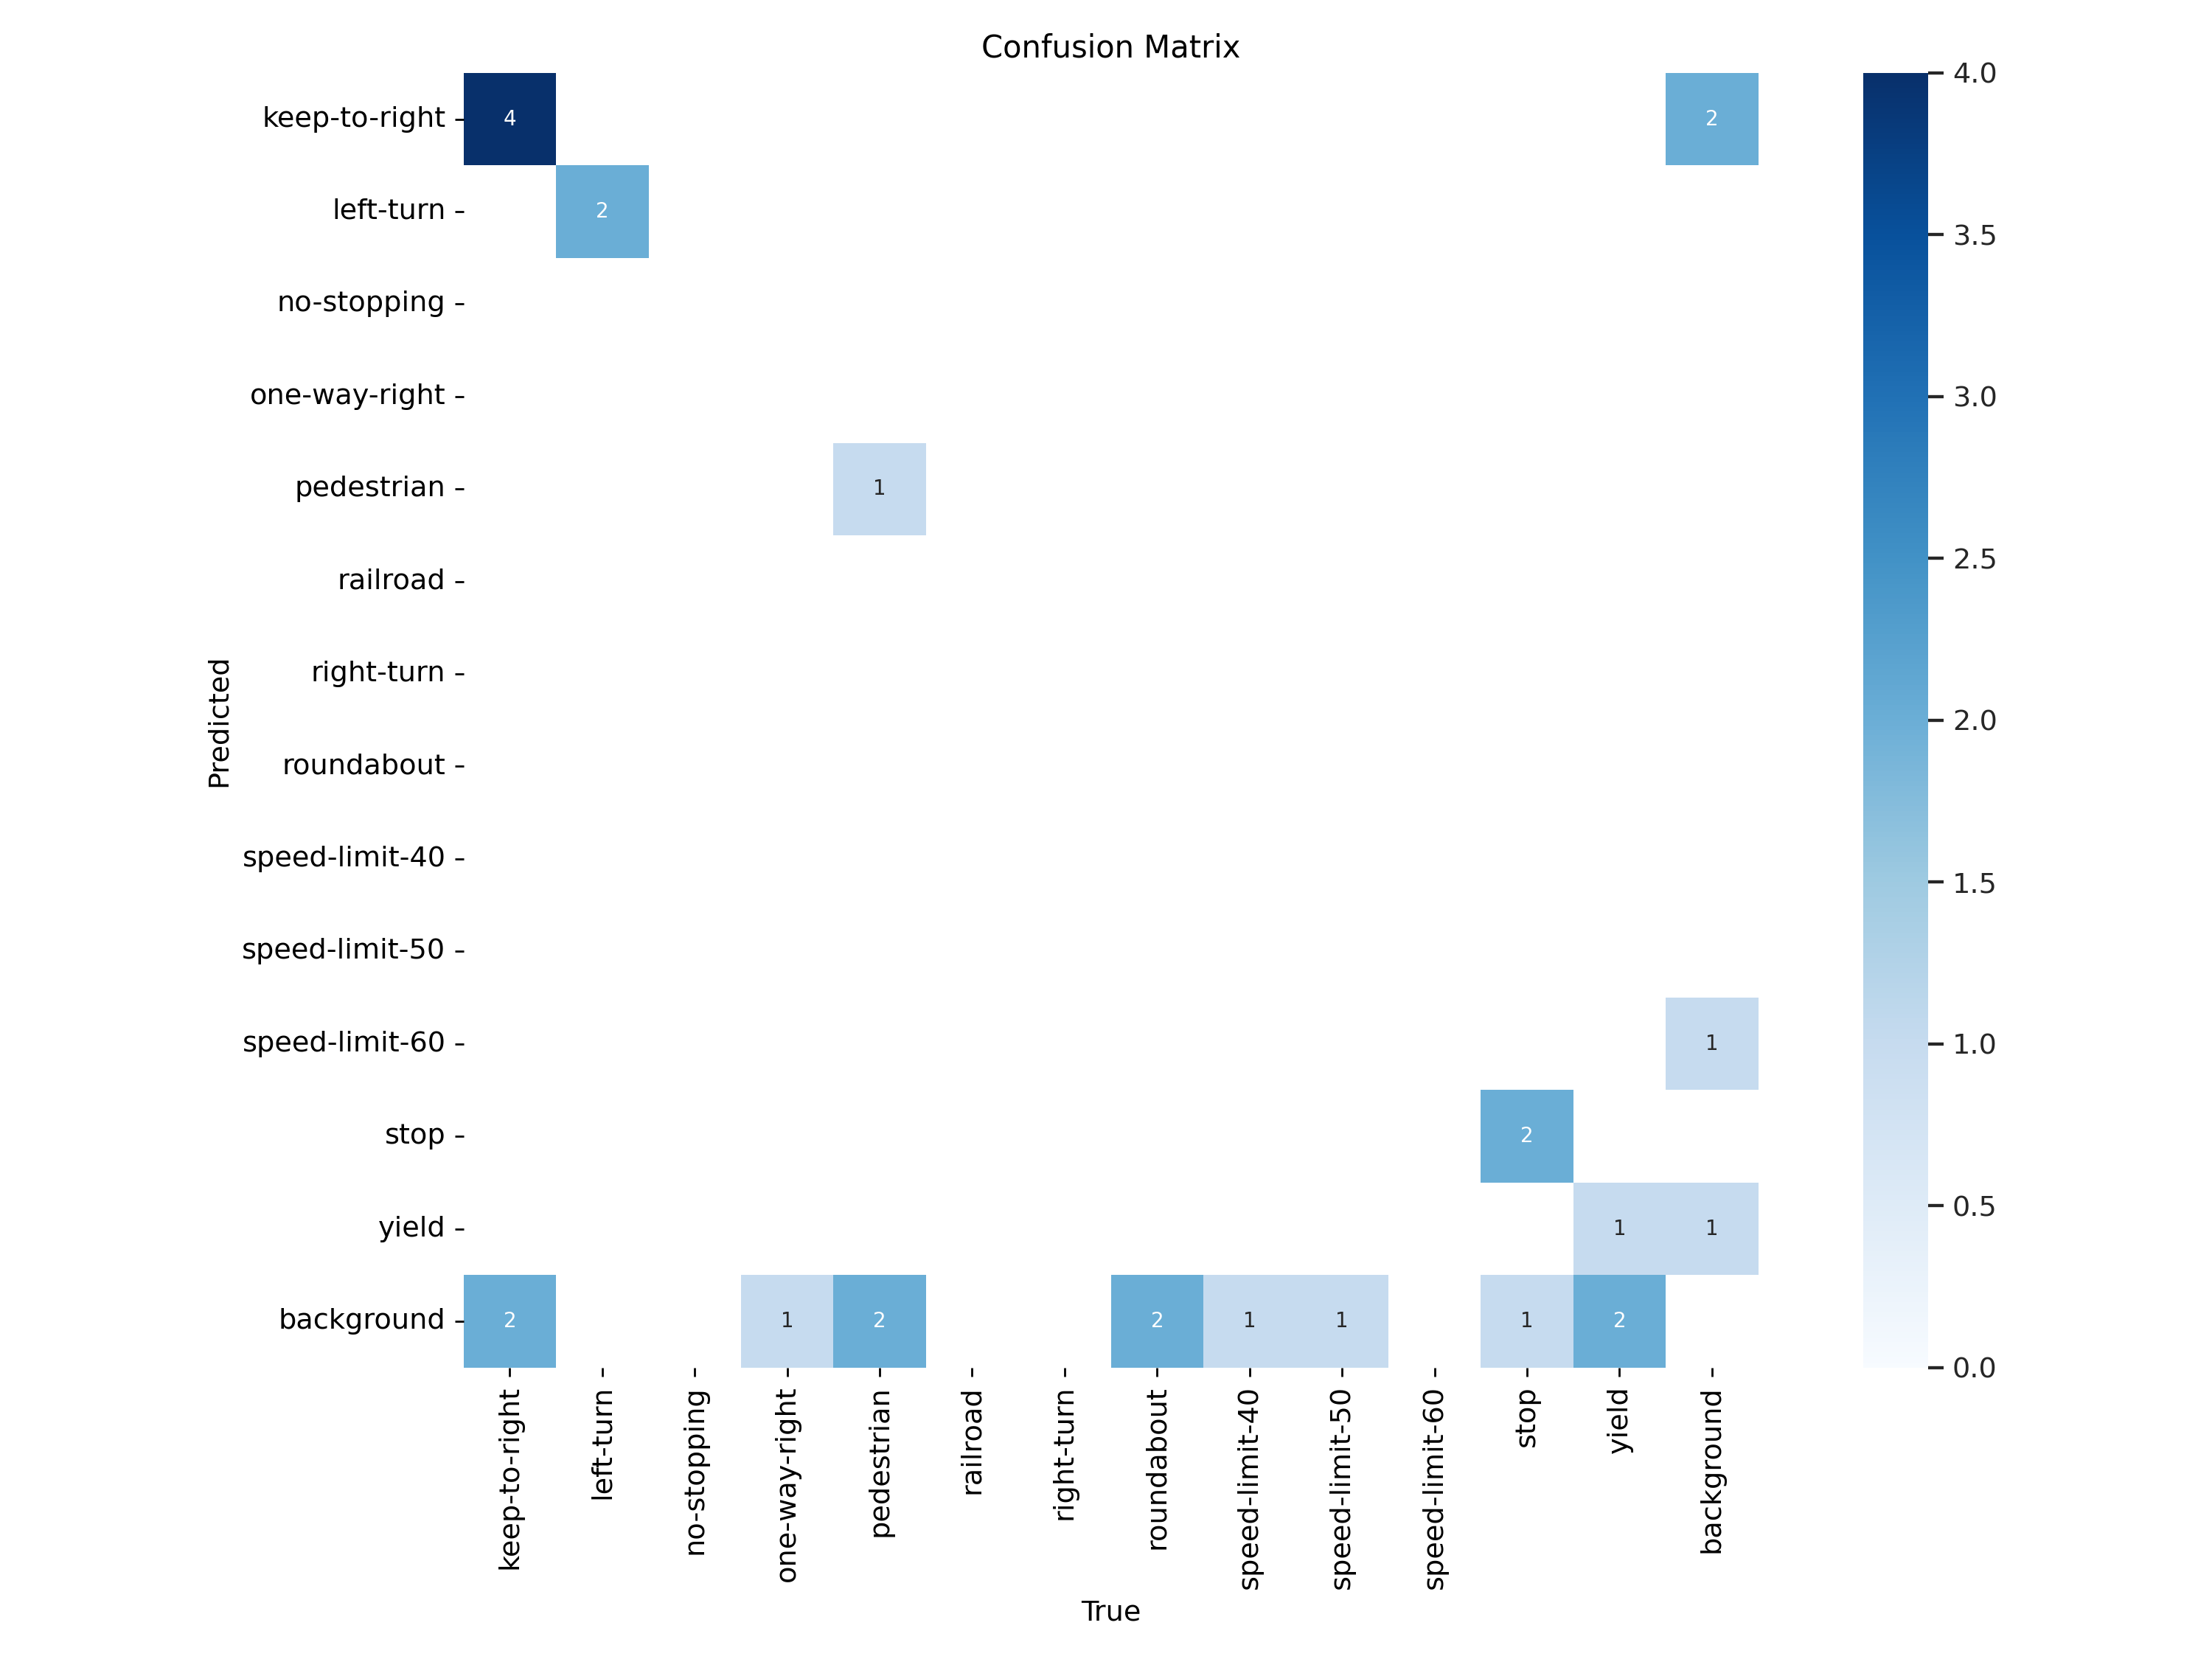 Confusion Matrix
keep-to-right 4 2
left-turn 2
no-stopping
one-way-right
pedestrian 1
railroad
right-turn
roundabout
speed-limit-40
speed-limit-50
speed-limit-60 1
stop 2
yield 1 1
background 2 1 2 2 1 1 1 2
Predicted
keep-to-right
left-turn
no-stopping
one-way-right
pedestrian
railroad
right-turn
roundabout
speed-limit-40
speed-limit-50
speed-limit-60
stop
yield
background
True
4.0
3.5
3.0
2.5
2.0
1.5
1.0
0.5
0.0